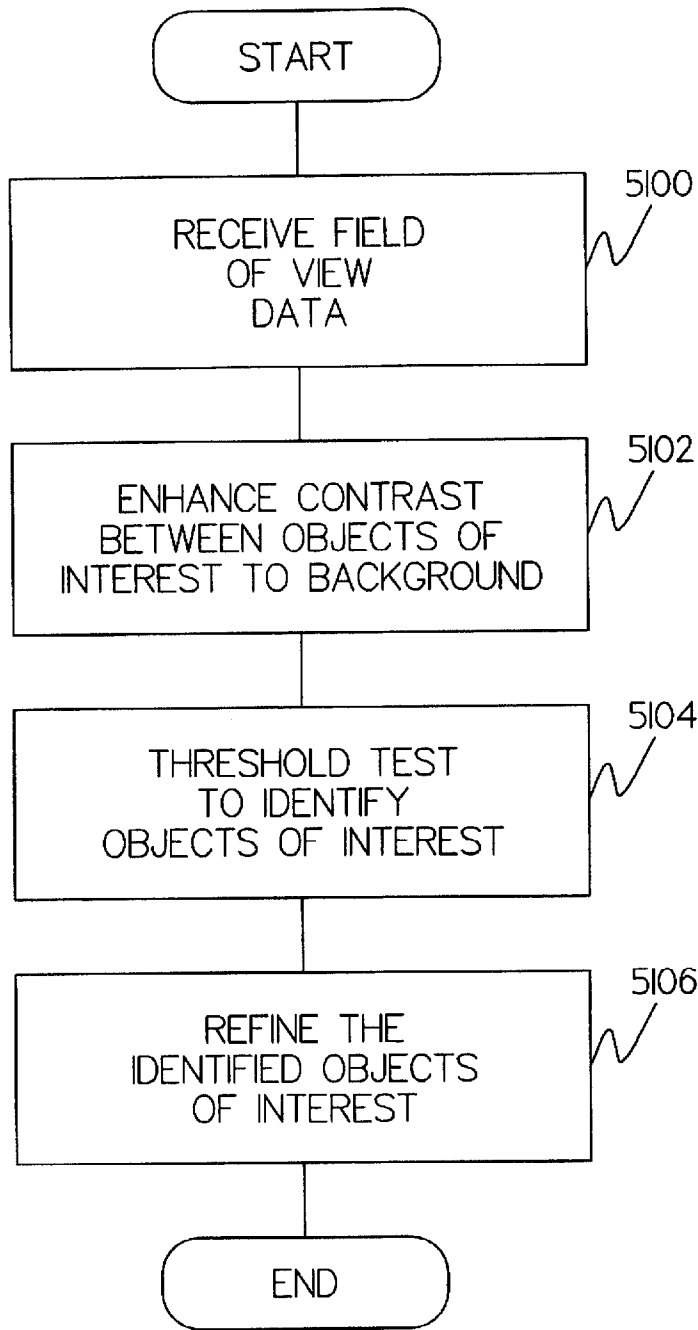 START
5100
RECEIVE FIELD
OF VIEW
DATA
5102
ENHANCE CONTRAST
BETWEEN OBJECTS OF
INTEREST TO BACKGROUND
5104
THRESHOLD TEST
TO IDENTIFY
OBJECTS OF INTEREST
5106
REFINE THE
IDENTIFIED OBJECTS
OF INTEREST
END